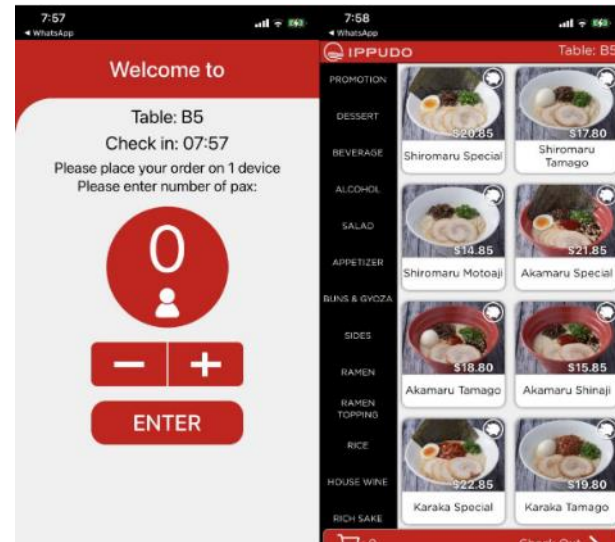 7:57
WhatsApp
Welcome to
Table: B5
Check in: 07:57
Please place your order on 1 device
Please enter number of pax:
0
− +
ENTER
7:58
WhatsApp
IPPUDO Table: B5
PROMOTION
DESSERT
BEVERAGE
ALCOHOL
SALAD
APPETIZER
BUNS & GYOZA
SIDES
RAMEN
RAMEN
TOPPING
RICE
HOUSE WINE
RICH SAKE
$20.85
Shiromaru Special
$17.80
Shiromaru
Tamago
$14.85
Shiromaru Motoaji
$21.85
Akamaru Special
$18.80
Akamaru Tamago
$15.85
Akamaru Shinaji
$22.85
Karaka Special
$19.80
Karaka Tamago
Check Out